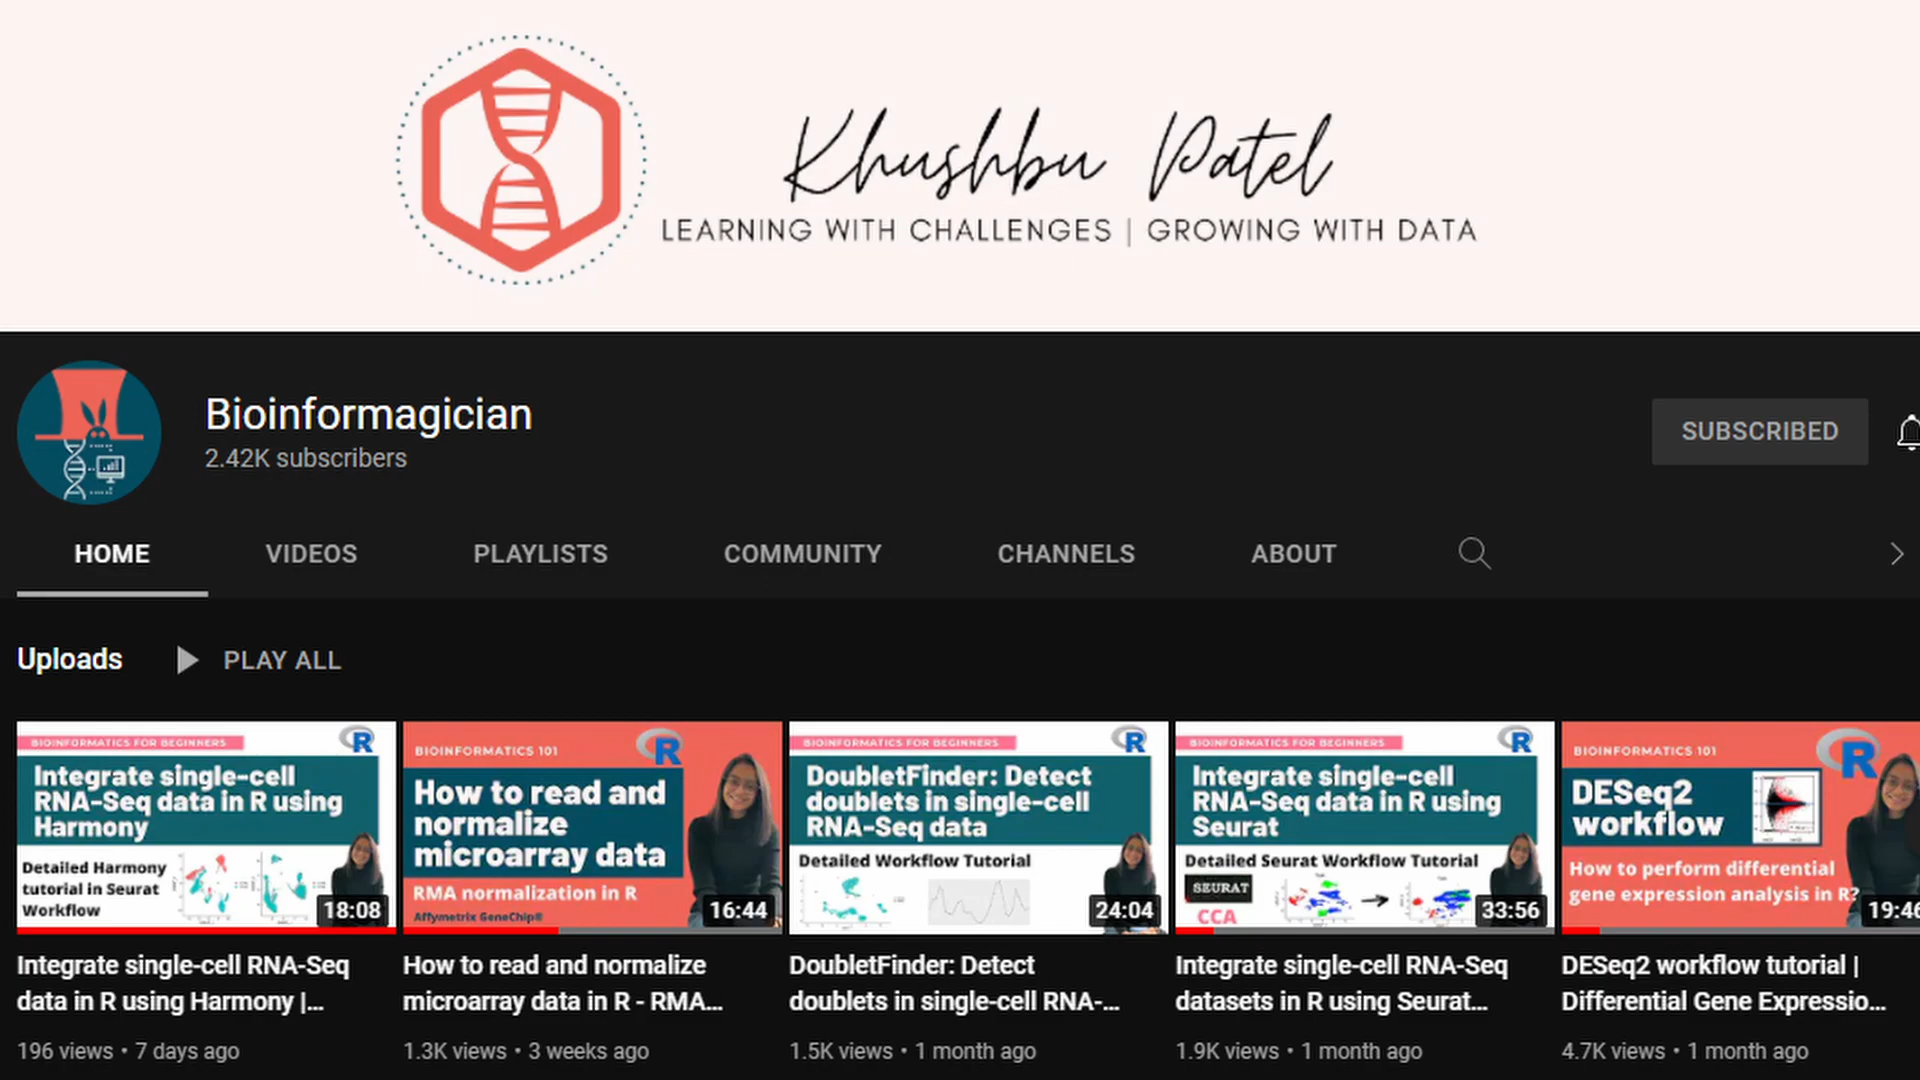 Khushbu Patel
LEARNING WITH CHALLENGES | GROWING WITH DATA
Bioinformagician
2.42K subscribers
SUBSCRIBED
HOME VIDEOS PLAYLISTS COMMUNITY CHANNELS ABOUT
Uploads PLAY ALL
BIOINFORMATICS FOR BEGINNERS
R
Integrate single-cell
RNA-Seq data in R using
Harmony
Detailed Harmony
tutorial in Seurat
Workflow
18:08
Integrate single-cell RNA-Seq
data in R using Harmony |...
196 views • 7 days ago
BIOINFORMATICS 101
R
How to read and
normalize
microarray data
RMA normalization in R
Affymetrix GeneChip®
16:44
How to read and normalize
microarray data in R - RMA...
1.3K views • 3 weeks ago
BIOINFORMATICS FOR BEGINNERS
R
DoubletFinder: Detect
doublets in single-cell
RNA-Seq data
Detailed Workflow Tutorial
24:04
DoubletFinder: Detect
doublets in single-cell RNA-...
1.5K views • 1 month ago
BIOINFORMATICS FOR BEGINNERS
R
Integrate single-cell
RNA-Seq data in R using
Seurat
Detailed Seurat Workflow Tutorial
SEURAT
CCA
33:56
Integrate single-cell RNA-Seq
datasets in R using Seurat...
1.9K views • 1 month ago
BIOINFORMATICS 101
R
DESeq2
workflow
How to perform differential
gene expression analysis in R?
19:46
DESeq2 workflow tutorial |
Differential Gene Expressio...
4.7K views • 1 month ago